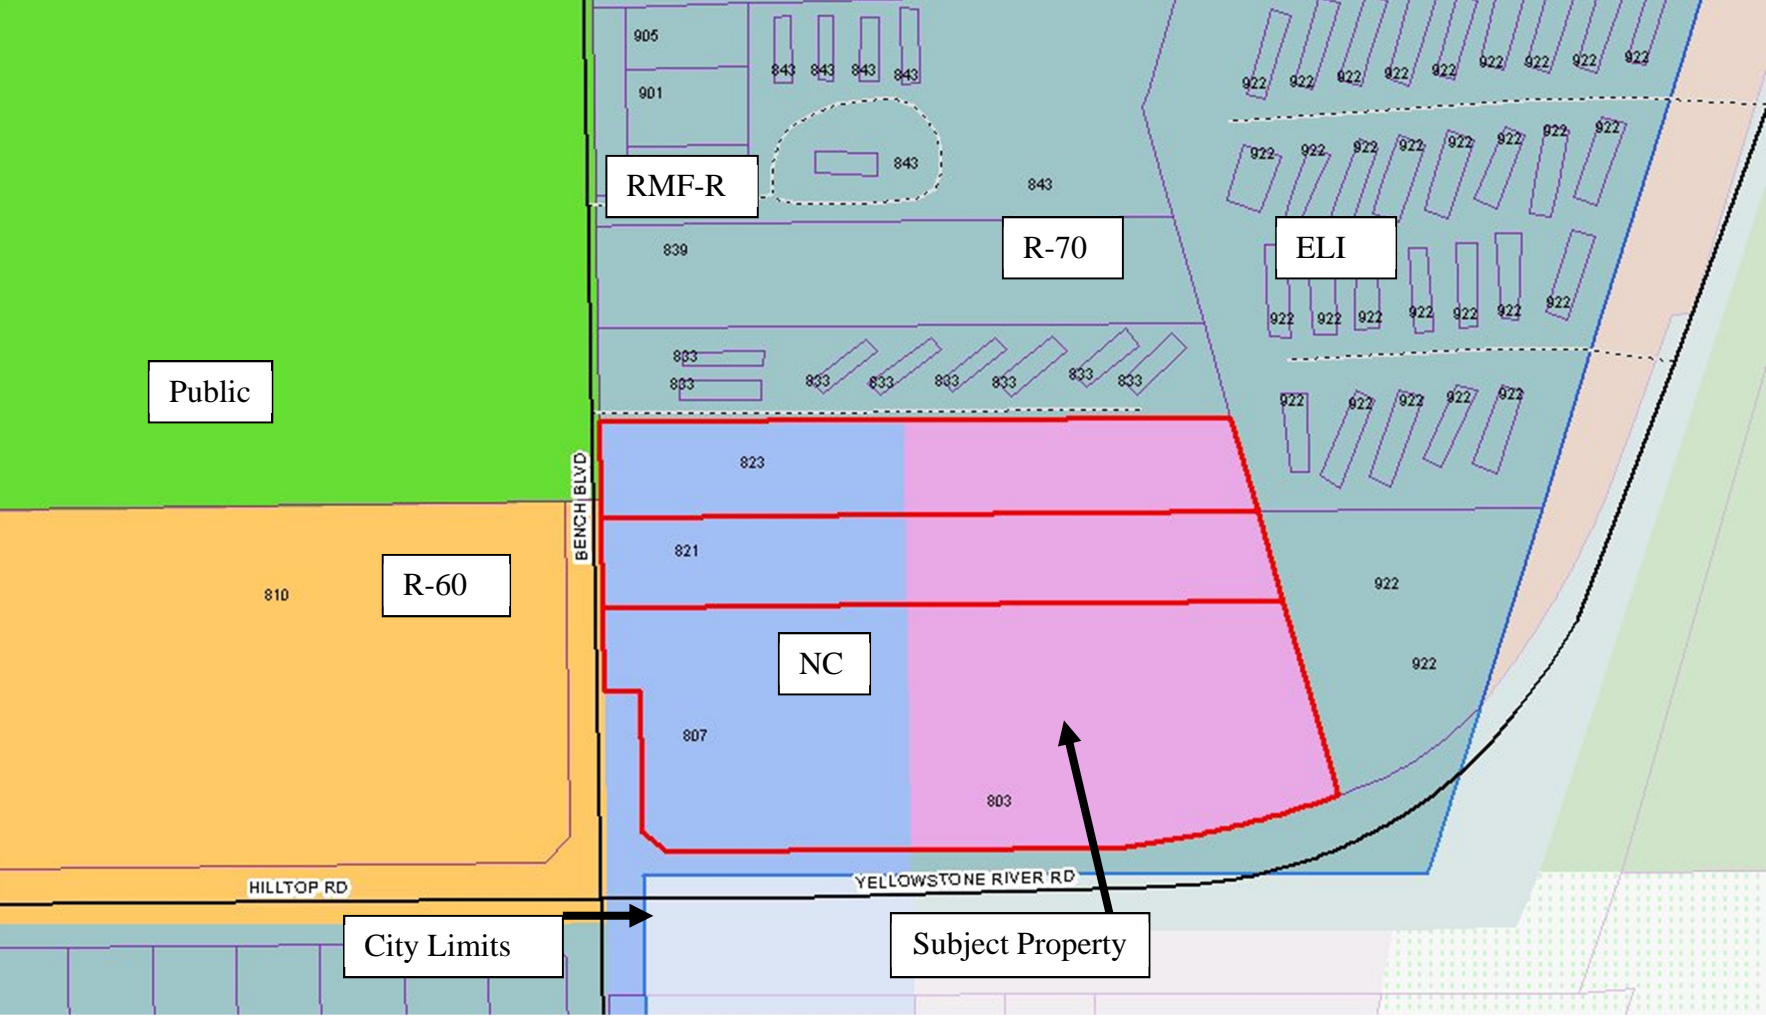 905
843 843 843 843
922 922 922 922 922 922 922 922 922
901
922 922 922 922 922 922 922 922
843
843
RMF-R
R-70
ELI
839
922 922 922 922 922 922 922
833
833
833 833 833 833 833 833
922 922 922 922 922
Public
BENCH BLVD
823
821
R-60
810
922
NC
922
807
803
HILLTOP RD
YELLOWSTONE RIVER RD
City Limits
Subject Property